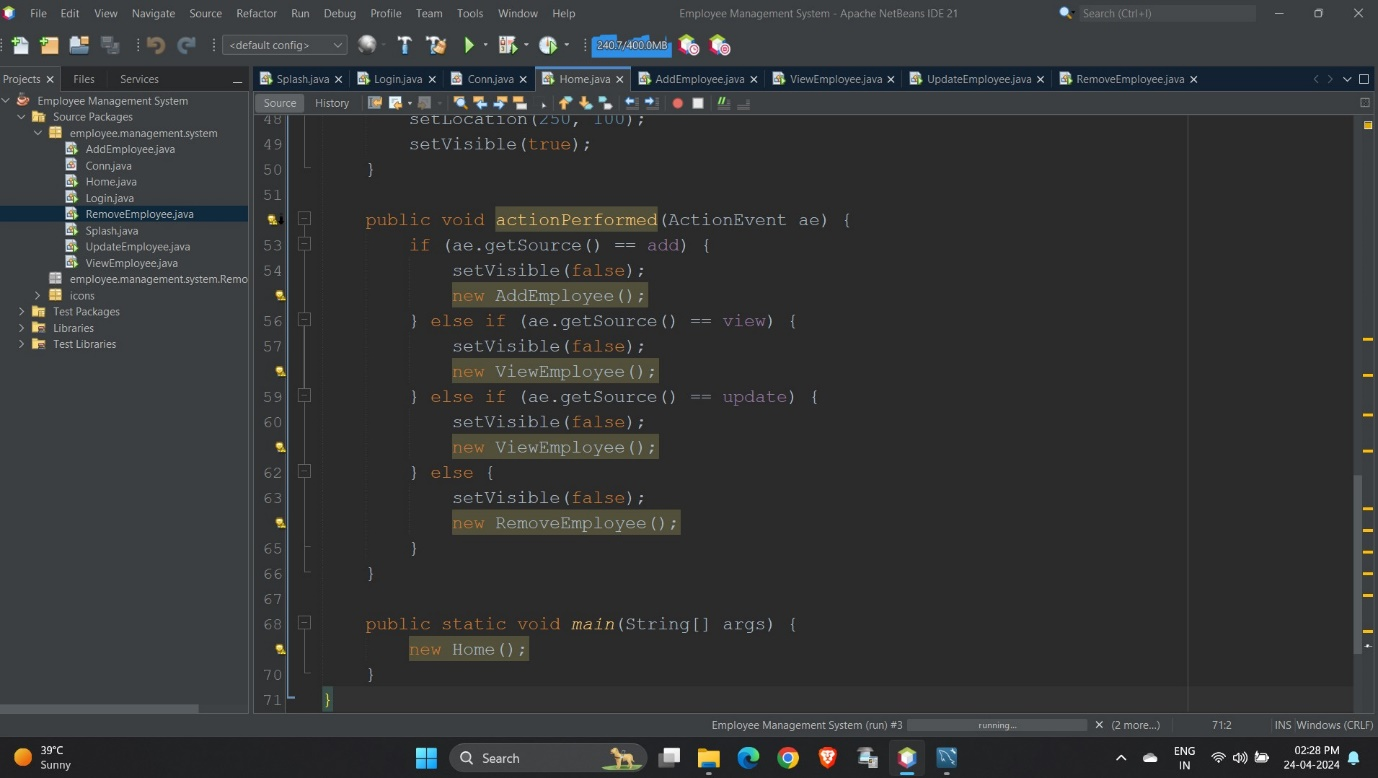 File Edit View Navigate Source Refactor Run Debug Profile Team Tools Window Help Employee Management System - Apache NetBeans IDE 21 Search (Ctrl+I)
<default config> 240.7/400.0MB
Projects Files Services Splash.java Login.java Conn.java Home.java AddEmployee.java ViewEmployee.java UpdateEmployee.java RemoveEmployee.java
Source History
Employee Management System
Source Packages
employee.management.system
AddEmployee.java
Conn.java
Home.java
Login.java
RemoveEmployee.java
Splash.java
UpdateEmployee.java
ViewEmployee.java
employee.management.system.Remo
icons
Test Packages
Libraries
Test Libraries
48 setLocation(250, 100);
49 setVisible(true);
50 }
51
public void actionPerformed(ActionEvent ae) {
53 if (ae.getSource() == add) {
54 setVisible(false);
new AddEmployee();
56 } else if (ae.getSource() == view) {
57 setVisible(false);
new ViewEmployee();
59 } else if (ae.getSource() == update) {
60 setVisible(false);
new ViewEmployee();
62 } else {
63 setVisible(false);
new RemoveEmployee();
65 }
66 }
67
68 public static void main(String[] args) {
new Home();
70 }
71 }
Employee Management System (run) #3 running... (2 more...) 71:2 INS Windows (CRLF)
39°C
Sunny
Search
ENG
IN
02:28 PM
24-04-2024